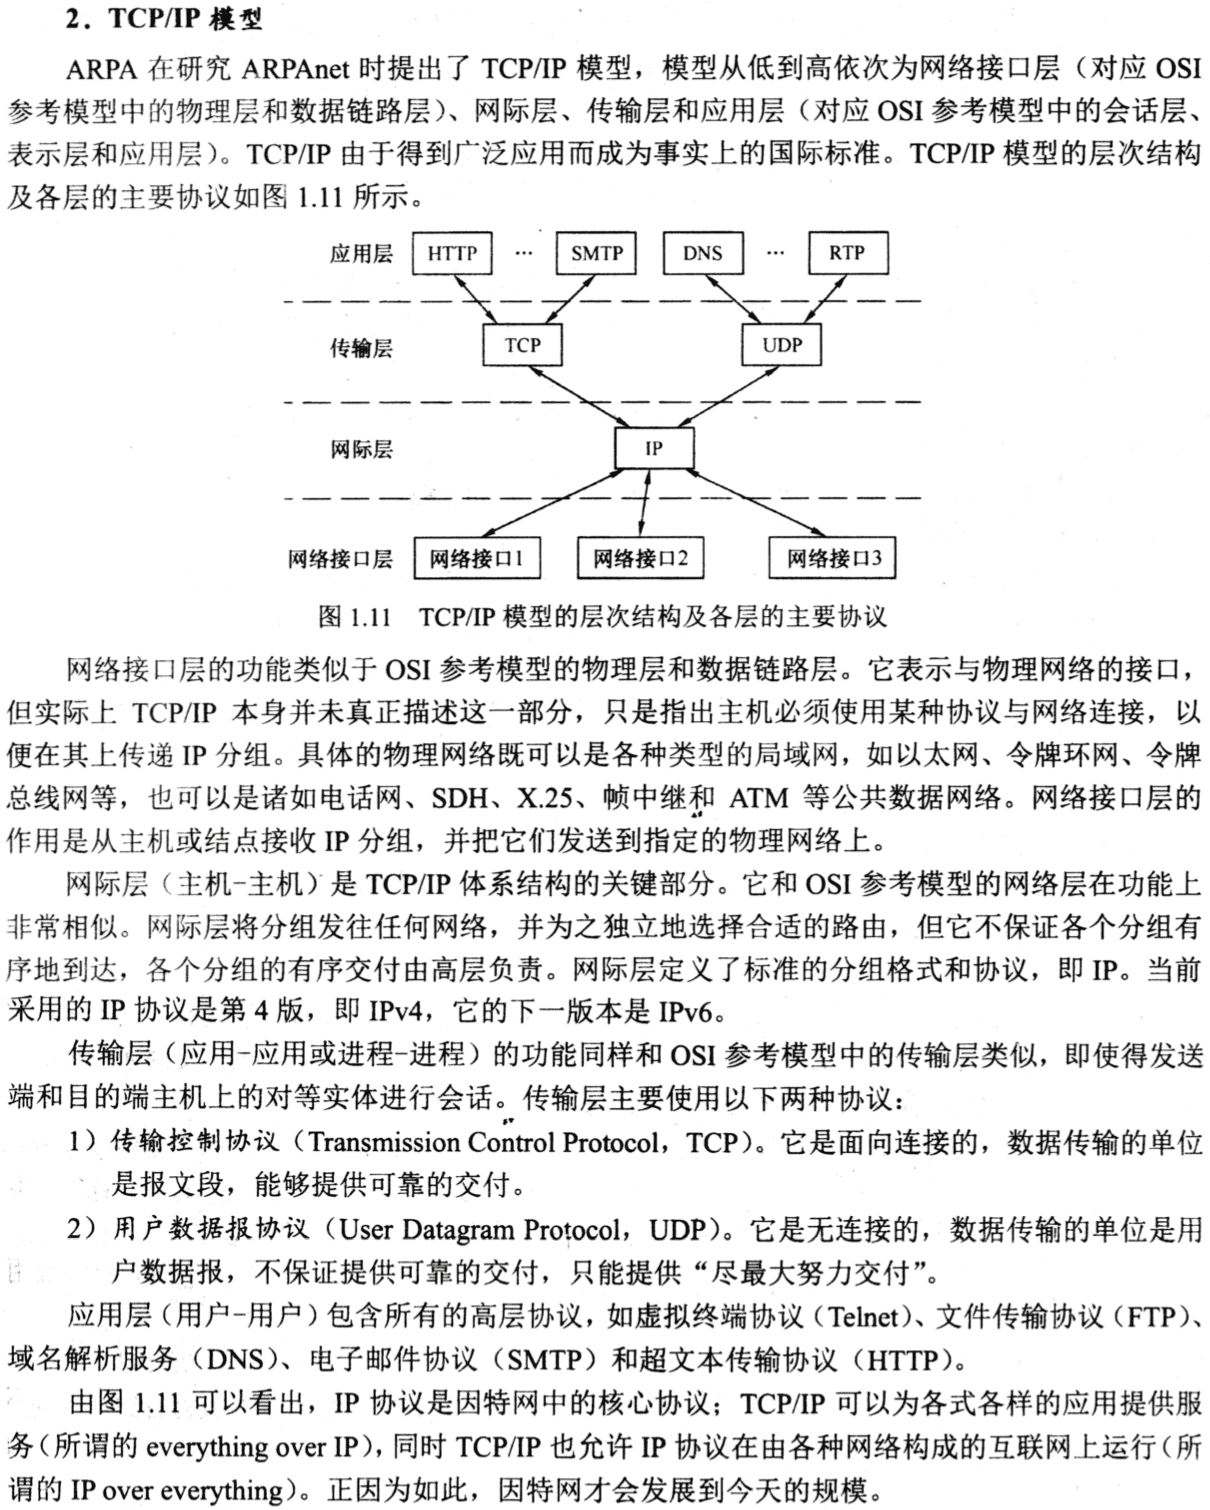 2．TCP/IP 模型
ARPA 在研究 ARPAnet 时提出了 TCP/IP 模型，模型从低到高依次为网络接口层（对应 OSI
参考模型中的物理层和数据链路层）、网际层、传输层和应用层（对应 OSI 参考模型中的会话层、
表示层和应用层）。TCP/IP 由于得到广泛应用而成为事实上的国际标准。TCP/IP 模型的层次结构
及各层的主要协议如图 1.11 所示。
应用层 HTTP … SMTP DNS … RTP
传输层 TCP UDP
网际层 IP
网络接口层 网络接口1 网络接口2 网络接口3
图 1.11 TCP/IP 模型的层次结构及各层的主要协议
网络接口层的功能类似于 OSI 参考模型的物理层和数据链路层。它表示与物理网络的接口，
但实际上 TCP/IP 本身并未真正描述这一部分，只是指出主机必须使用某种协议与网络连接，以
便在其上传递 IP 分组。具体的物理网络既可以是各种类型的局域网，如以太网、令牌环网、令牌
总线网等，也可以是诸如电话网、SDH、X.25、帧中继和 ATM 等公共数据网络。网络接口层的
作用是从主机或结点接收 IP 分组，并把它们发送到指定的物理网络上。
网际层（主机-主机）是 TCP/IP 体系结构的关键部分。它和 OSI 参考模型的网络层在功能上
非常相似。网际层将分组发往任何网络，并为之独立地选择合适的路由，但它不保证各个分组有
序地到达，各个分组的有序交付由高层负责。网际层定义了标准的分组格式和协议，即 IP。当前
采用的 IP 协议是第 4 版，即 IPv4，它的下一版本是 IPv6。
传输层（应用-应用或进程-进程）的功能同样和 OSI 参考模型中的传输层类似，即使得发送
端和目的端主机上的对等实体进行会话。传输层主要使用以下两种协议：
1）传输控制协议（Transmission Control Protocol，TCP）。它是面向连接的，数据传输的单位
是报文段，能够提供可靠的交付。
2）用户数据报协议（User Datagram Protocol，UDP）。它是无连接的，数据传输的单位是用
户数据报，不保证提供可靠的交付，只能提供“尽最大努力交付”。
应用层（用户-用户）包含所有的高层协议，如虚拟终端协议（Telnet）、文件传输协议（FTP）、
域名解析服务（DNS）、电子邮件协议（SMTP）和超文本传输协议（HTTP）。
由图 1.11 可以看出，IP 协议是因特网中的核心协议；TCP/IP 可以为各式各样的应用提供服
务（所谓的 everything over IP），同时 TCP/IP 也允许 IP 协议在由各种网络构成的互联网上运行（所
谓的 IP over everything）。正因为如此，因特网才会发展到今天的规模。